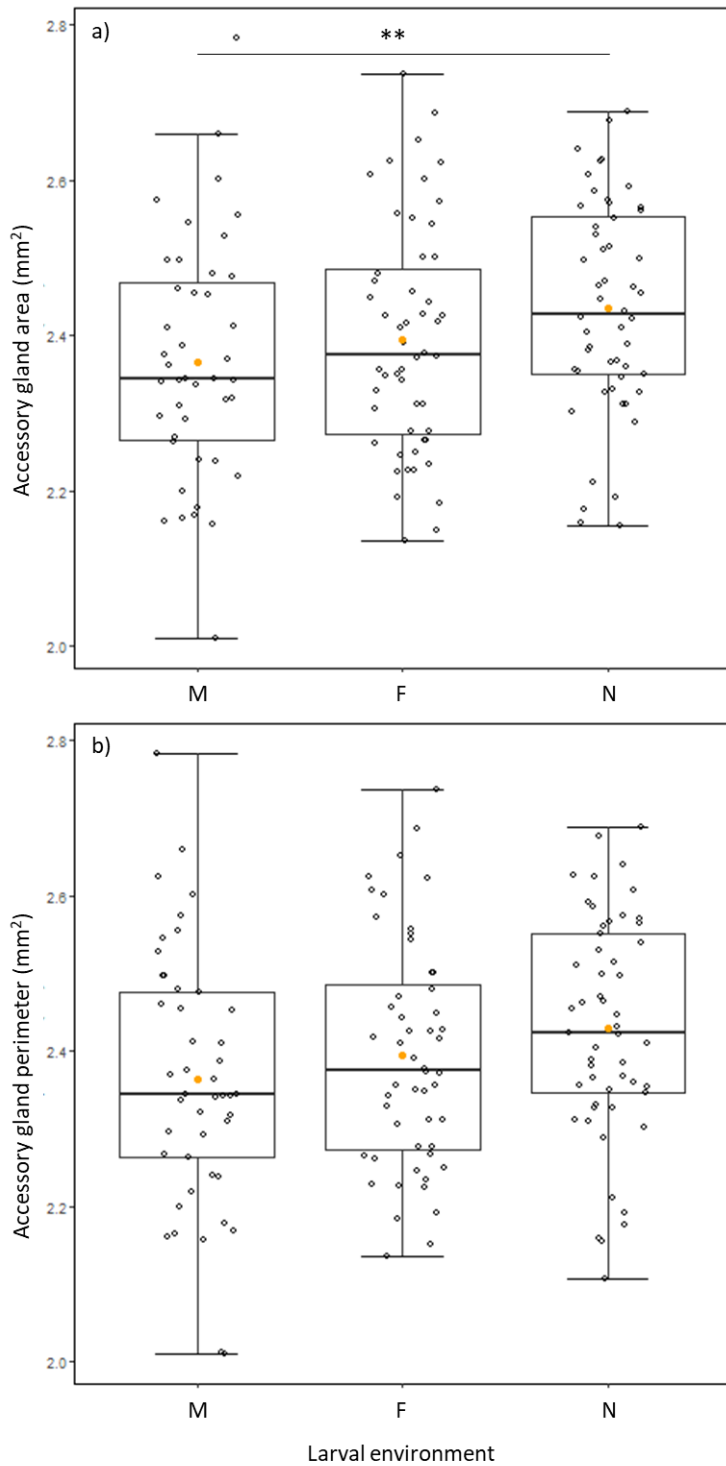 a)
**
2.8
2.6
2.4
2.2
2.0
Accessory gland area (mm²)
M F N
b)
2.8
2.6
2.4
2.2
2.0
Accessory gland perimeter (mm²)
M F N
Larval environment